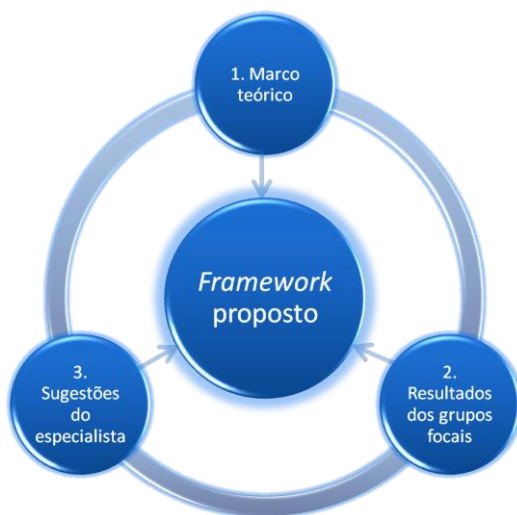 1. Marco
teórico
Framework
proposto
3.
Sugestões
do
especialista
2.
Resultados
dos grupos
focais